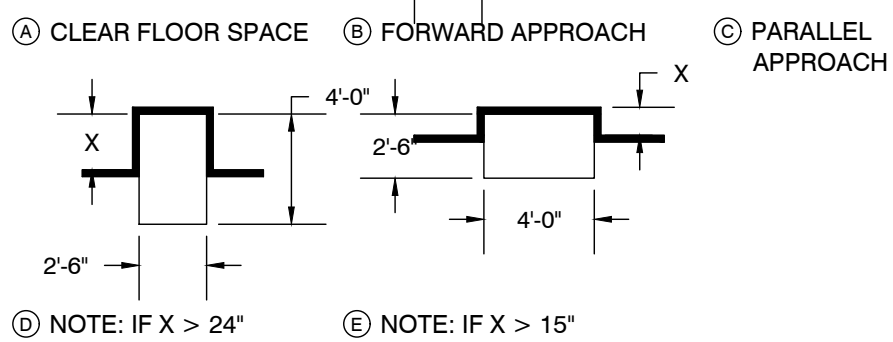 Ⓐ CLEAR FLOOR SPACE
Ⓑ FORWARD APPROACH
Ⓒ PARALLEL
APPROACH
X
4'-0"
2'-6"
X
2'-6"
4'-0"
Ⓓ NOTE: IF X > 24"
Ⓔ NOTE: IF X > 15"